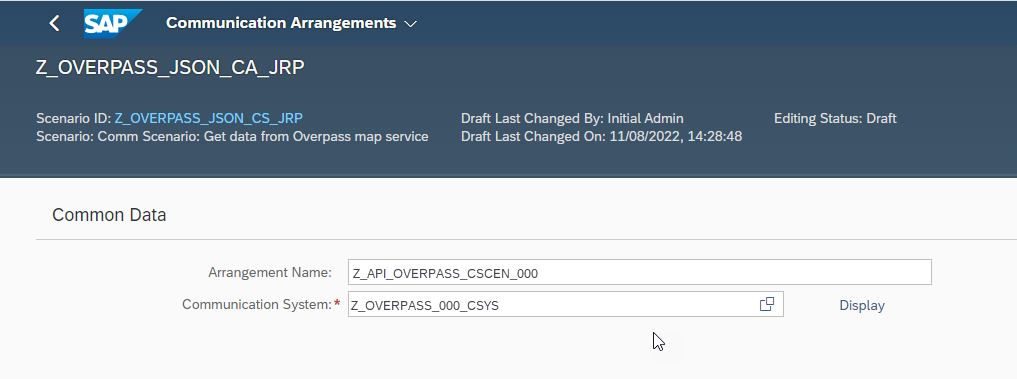 SAP Communication Arrangements
Z_OVERPASS_JSON_CA_JRP
Scenario ID: Z_OVERPASS_JSON_CS_JRP Draft Last Changed By: Initial Admin Editing Status: Draft
Scenario: Comm Scenario: Get data from Overpass map service Draft Last Changed On: 11/08/2022, 14:28:48
Common Data
Arrangement Name: Z_API_OVERPASS_CSCEN_000
Communication System:* Z_OVERPASS_000_CSYS Display